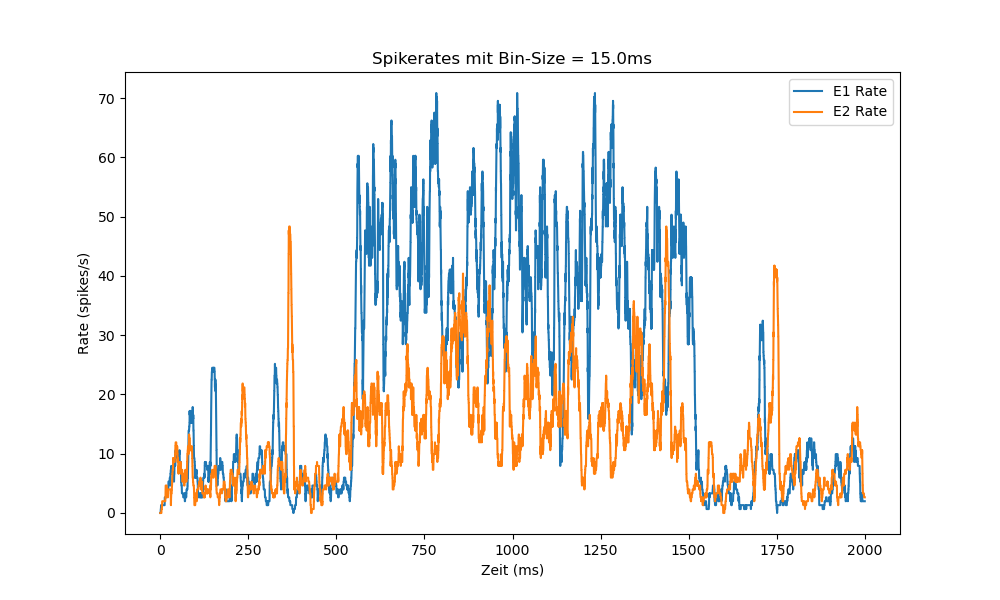 Spikerates mit Bin-Size = 15.0ms
E1 Rate
E2 Rate
Rate (spikes/s)
70
60
50
40
30
20
10
0
0 250 500 750 1000 1250 1500 1750 2000
Zeit (ms)